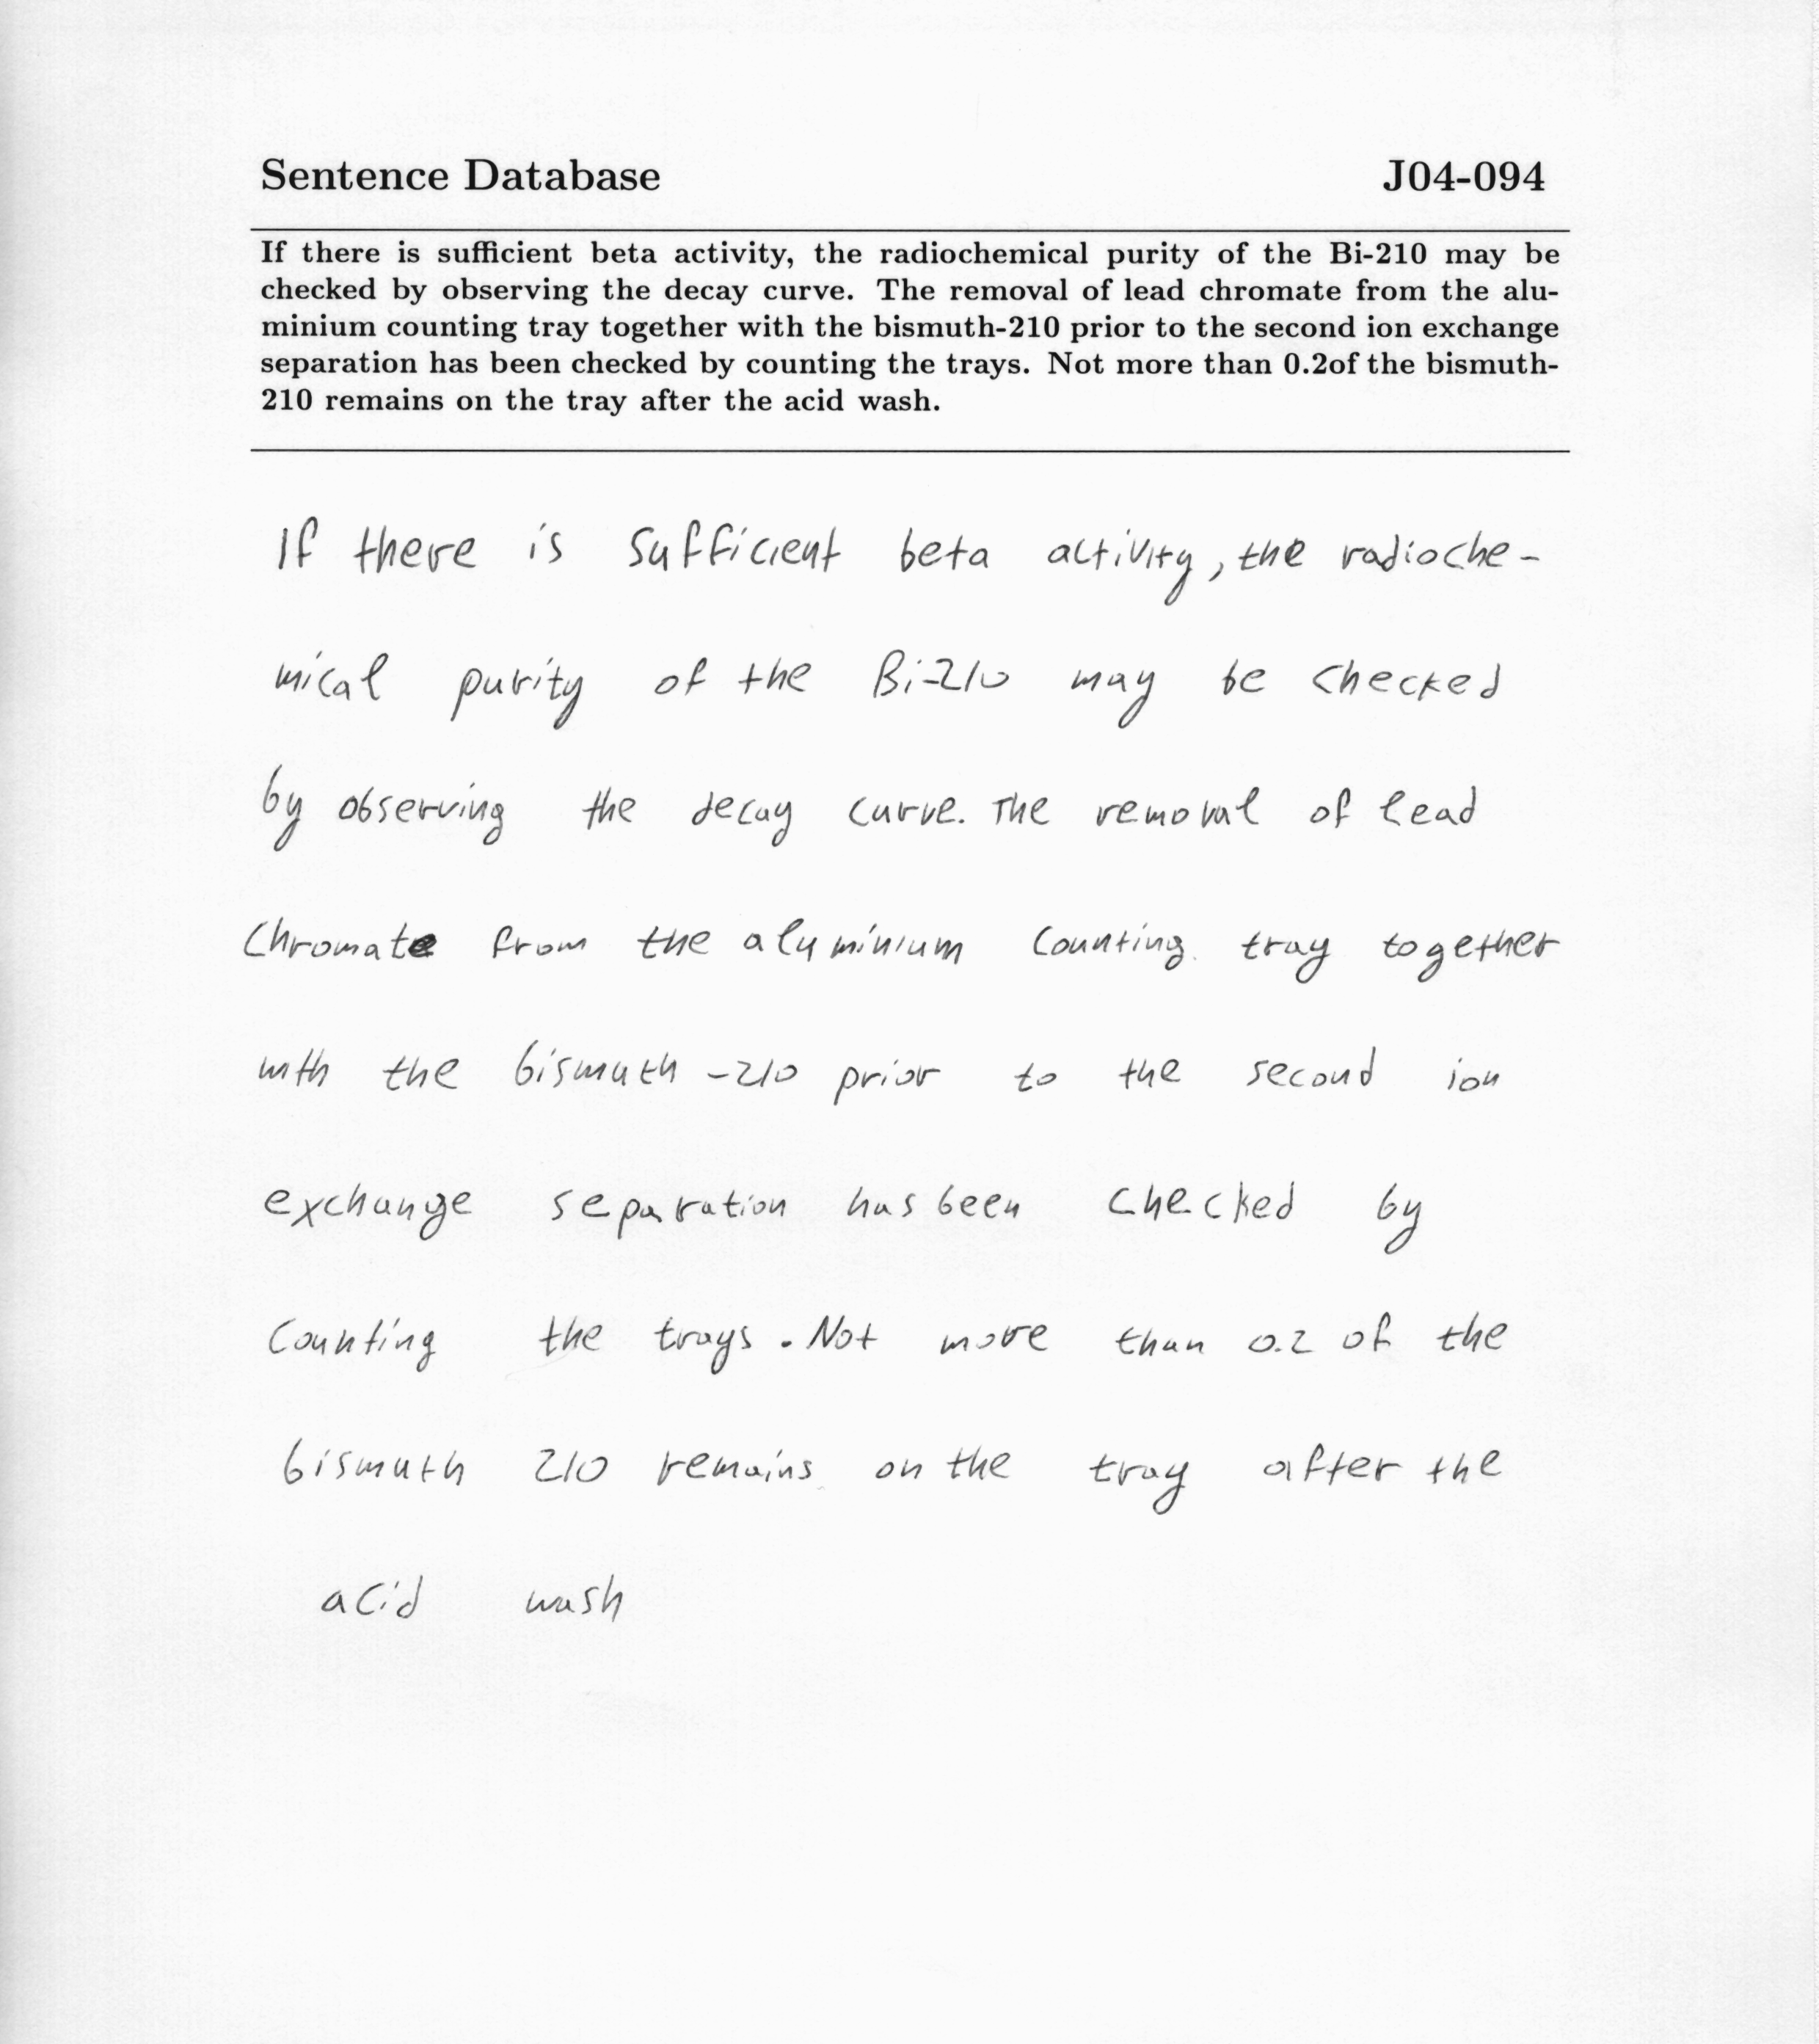 Sentence Database J04-094
If there is sufficient beta activity, the radiochemical purity of the Bi-210 may be
checked by observing the decay curve. The removal of lead chromate from the alu-
minium counting tray together with the bismuth-210 prior to the second ion exchange
separation has been checked by counting the trays. Not more than 0.2of the bismuth-
210 remains on the tray after the acid wash.
If there is sufficient beta activity, the radioche-
mical purity of the Bi-210 may be checked
by observing the decay curve. The removal of lead
chromate from the aluminium counting tray together
with the bismuth -210 prior to the second ion
exchange separation has been checked by
counting the trays. Not more than 0.2 of the
bismuth 210 remains on the tray after the
acid wash